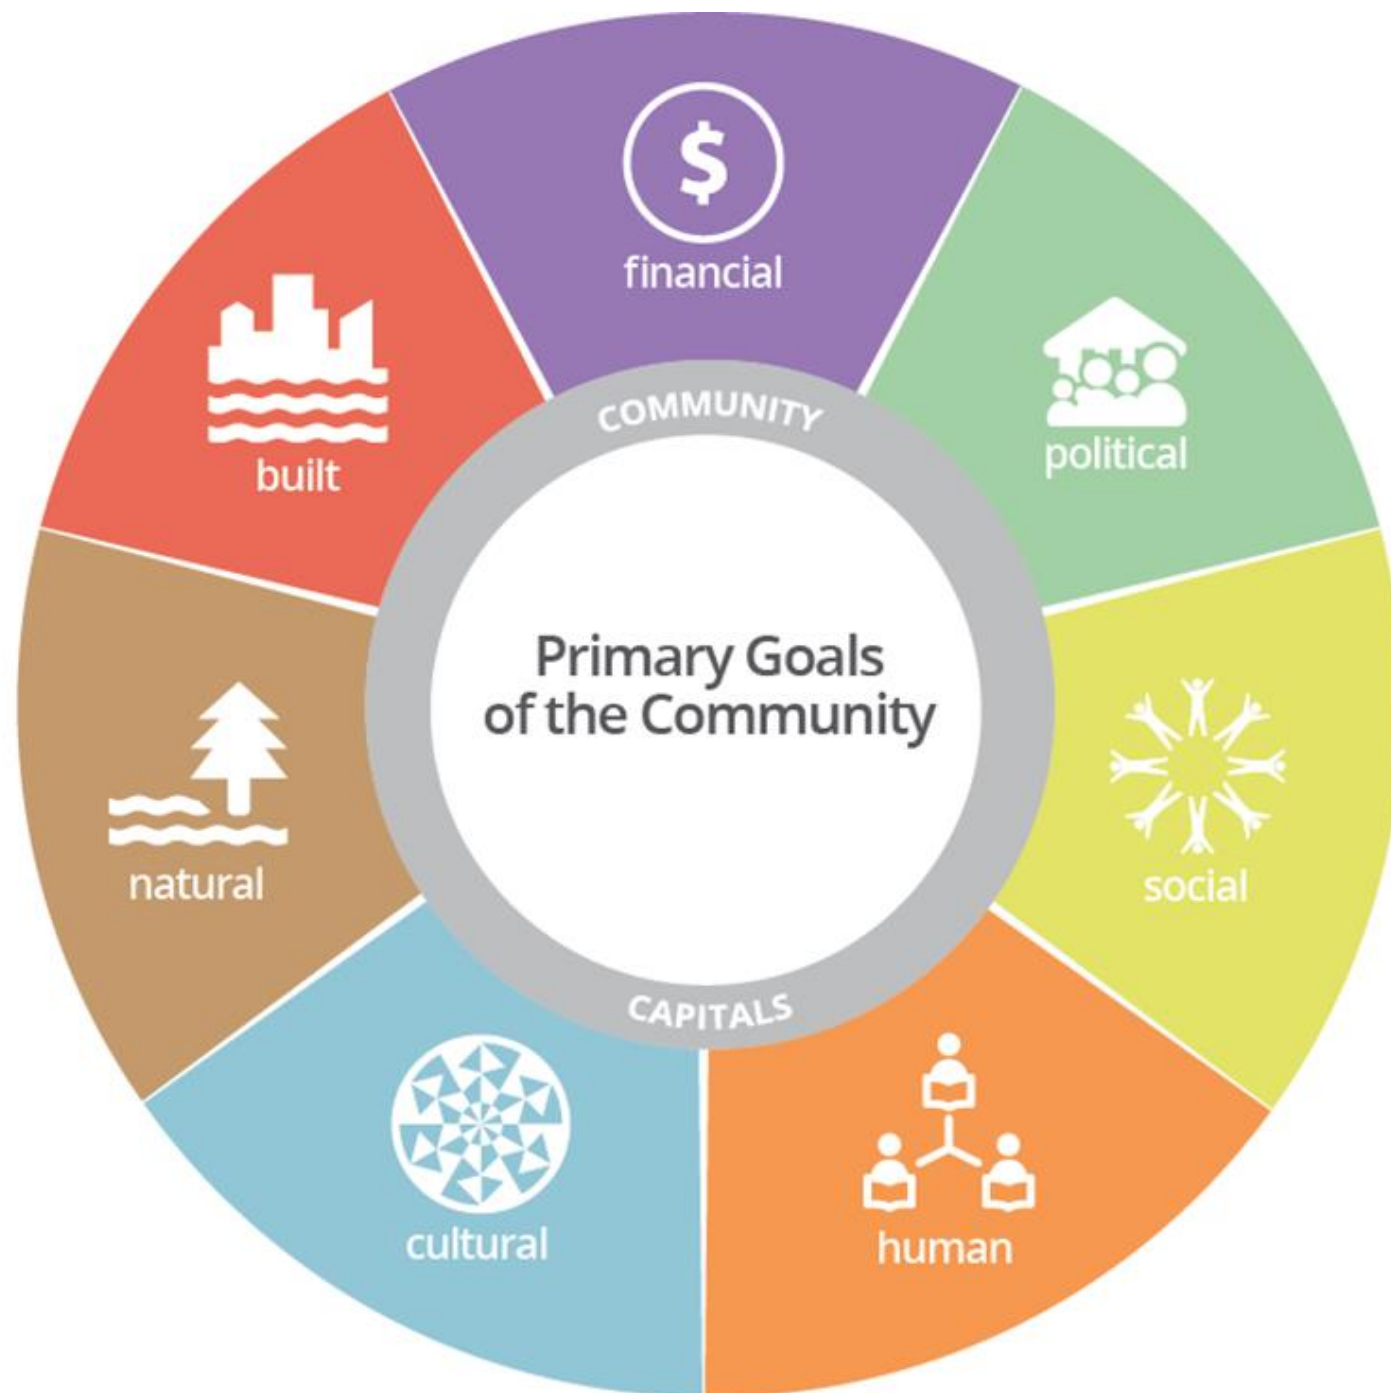 $
financial
political
social
human
cultural
natural
built
COMMUNITY
Primary Goals
of the Community
CAPITALS